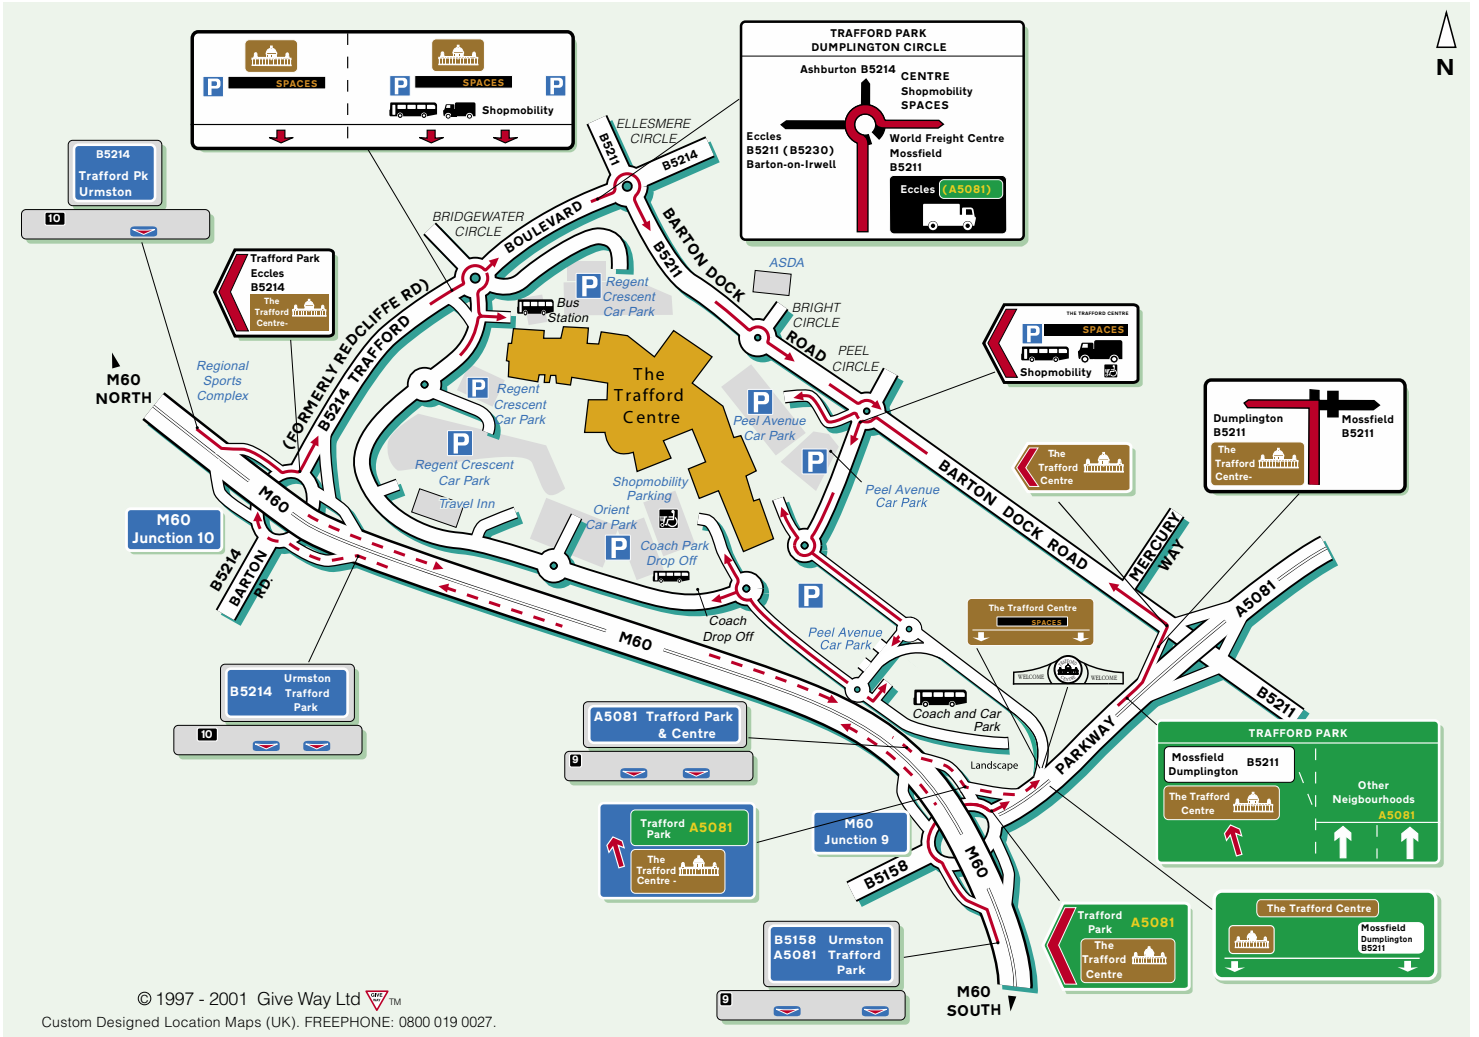 P SPACES
P SPACES P
Shopmobility
TRAFFORD PARK
DUMPLINGTON CIRCLE
Ashburton B5214
CENTRE
Shopmobility
SPACES
Eccles
B5211 (B5230)
Barton-on-Irwell
World Freight Centre
Mossfield
B5211
Eccles (A5081)
N
B5214
Trafford Pk
Urmston
10
ELLESMERE
CIRCLE
B5211
B5214
BRIDGEWATER
CIRCLE
BOULEVARD
BARTON DOCK
B5211
ROAD
Trafford Park
Eccles
B5214
The
Trafford
Centre-
(FORMERLY REDCLIFFE RD)
B5214 TRAFFORD
P
Regent
Crescent
Car Park
Bus
Station
ASDA
BRIGHT
CIRCLE
PEEL
CIRCLE
THE TRAFFORD CENTRE
P SPACES
Shopmobility
M60
NORTH
Regional
Sports
Complex
The
Trafford
Centre
P
Regent
Crescent
Car Park
P
Regent Crescent
Car Park
P
Peel Avenue
Car Park
P
Peel Avenue
Car Park
Dumplington
B5211
Mossfield
B5211
The
Trafford
Centre-
The
Trafford
Centre
BARTON DOCK ROAD
MERCURY
WAY
Travel Inn
Shopmobility
Parking
Orient
Car Park
P
Coach Park
Drop Off
M60
M60
Junction 10
B5214
BARTON
RD.
Coach
Drop Off
P
Peel Avenue
Car Park
The Trafford Centre
SPACES
WELCOME
TRAFFORD
CENTRE
WELCOME
A5081
B5211
M60
B5214
Urmston
Trafford
Park
10
A5081 Trafford Park
& Centre
9
Coach and Car
Park
Landscape
PARKWAY
TRAFFORD PARK
Mossfield
Dumplington
B5211
The Trafford
Centre
Other
Neigbourhoods
A5081
Trafford
Park
A5081
The
Trafford
Centre -
M60
Junction 9
M60
B5158
The Trafford Centre
Mossfield
Dumplington
B5211
Trafford
Park
A5081
The
Trafford
Centre
B5158 Urmston
A5081 Trafford
Park
9
M60
SOUTH
© 1997 - 2001 Give Way Ltd GIVE WAY TM
Custom Designed Location Maps (UK). FREEPHONE: 0800 019 0027.